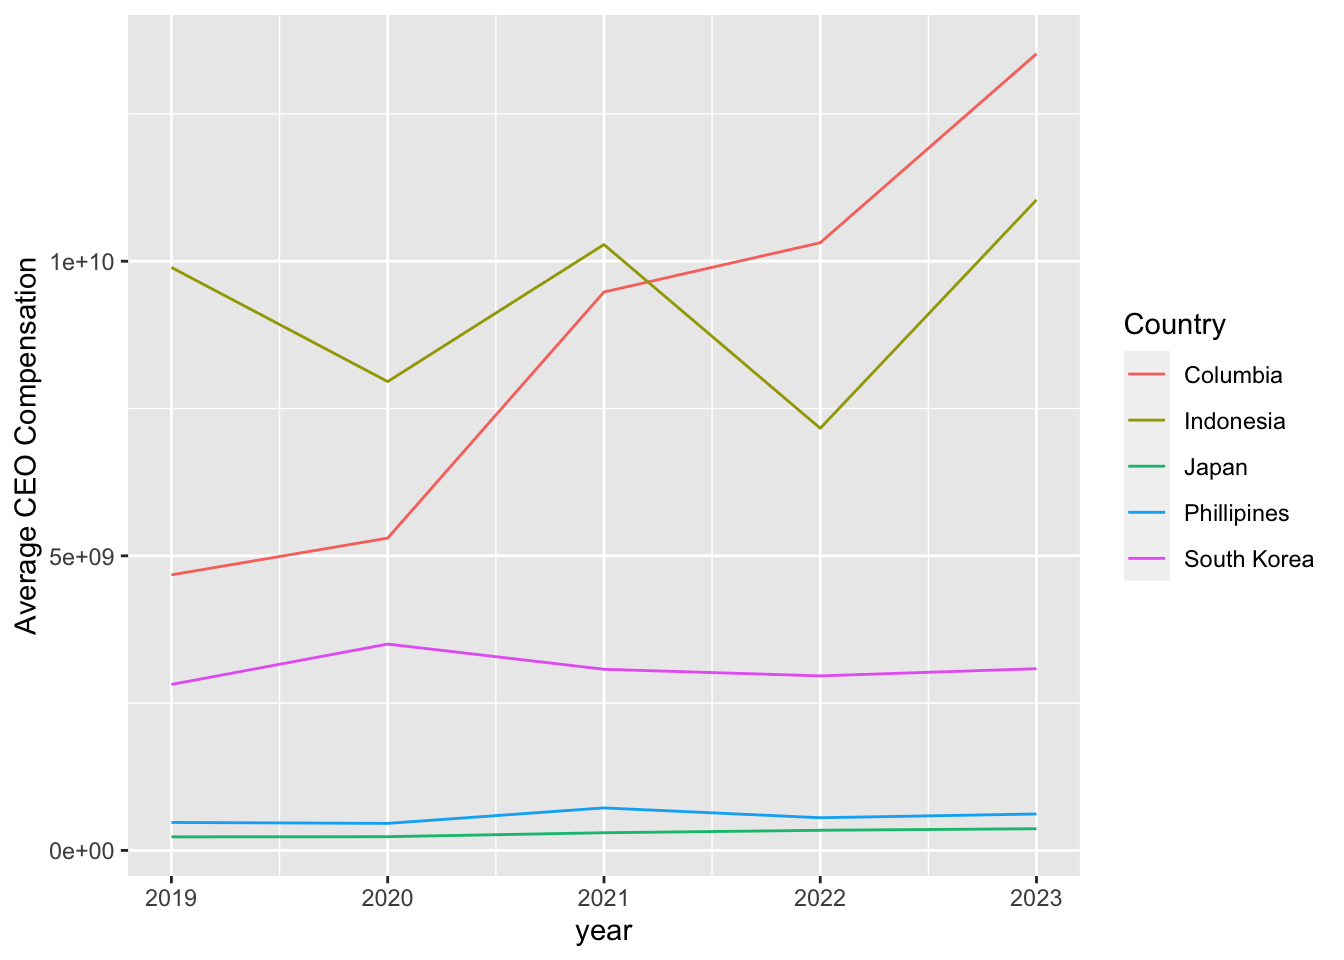 Average CEO Compensation
1e+10
5e+09
0e+00
2019 2020 2021 2022 2023
year
Country
Columbia
Indonesia
Japan
Phillipines
South Korea